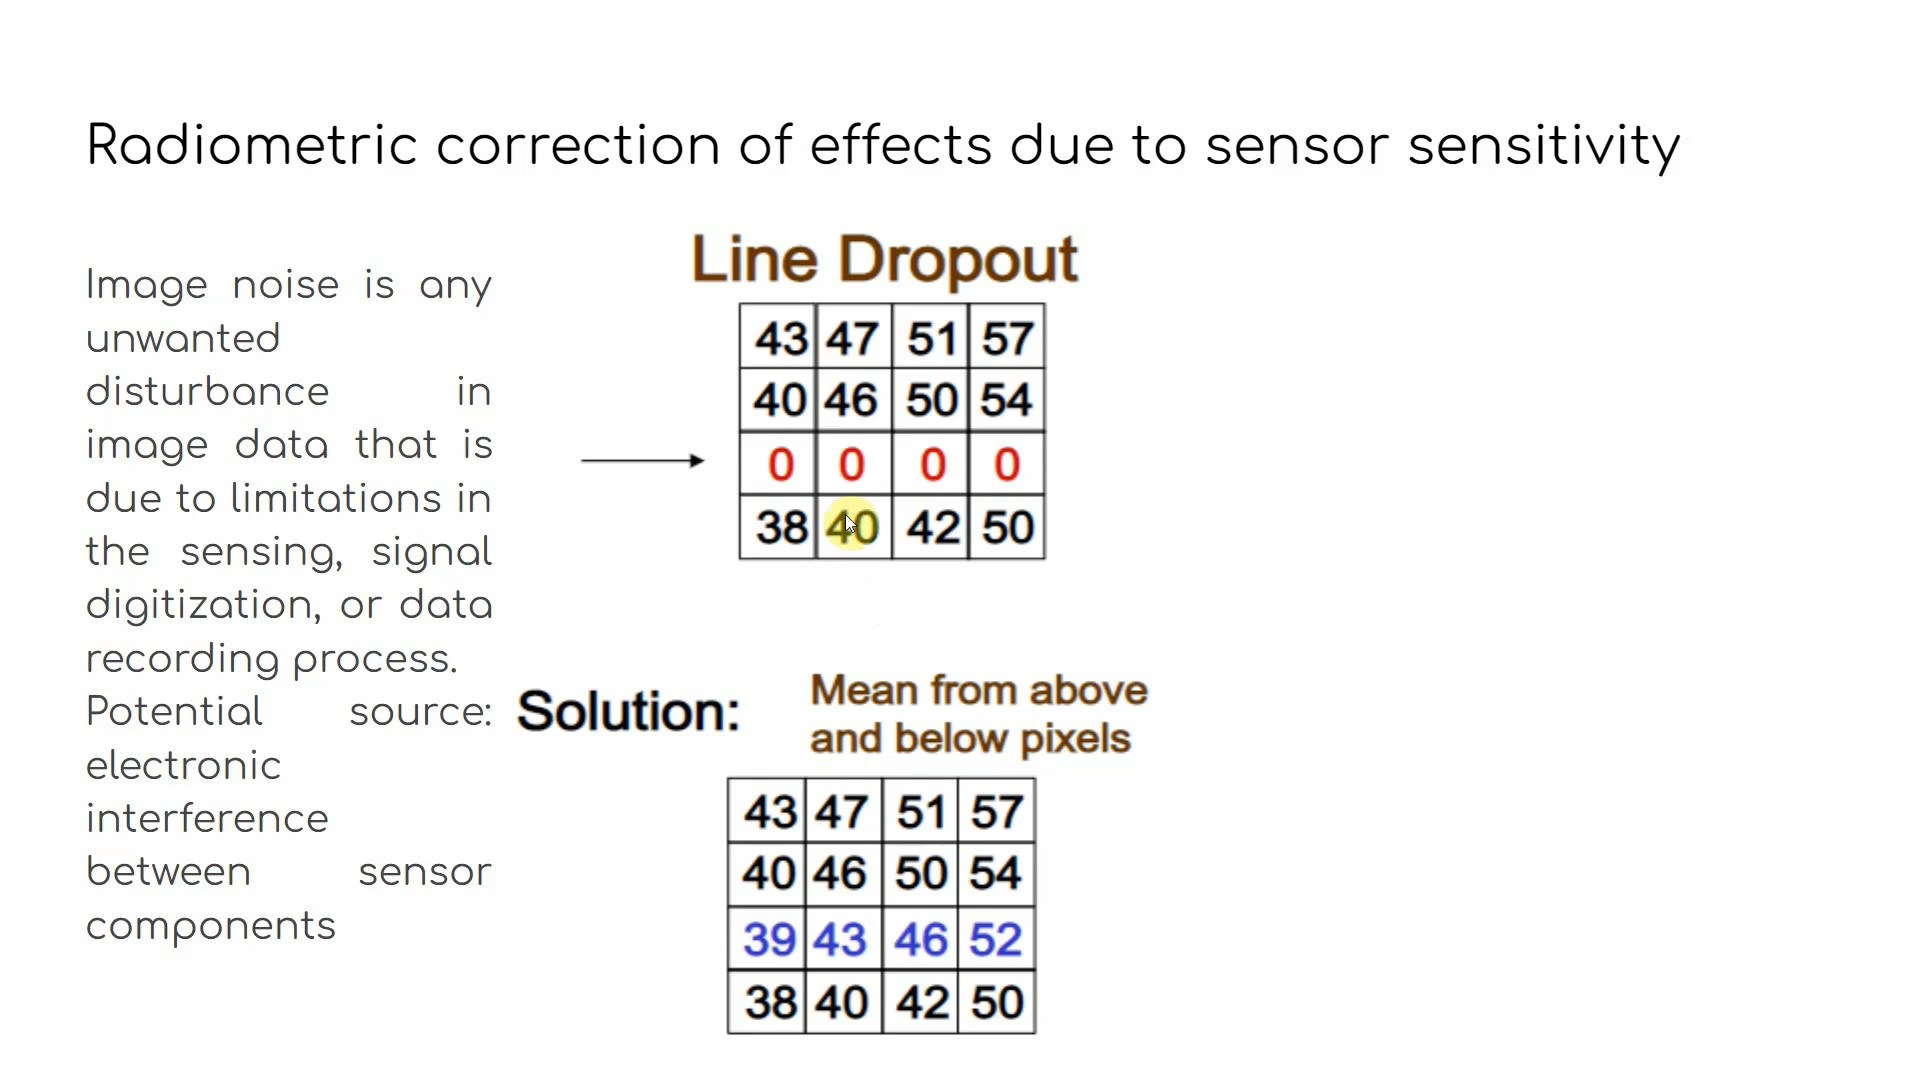 Radiometric correction of effects due to sensor sensitivity
Image noise is any
unwanted
disturbance in
image data that is
due to limitations in
the sensing, signal
digitization, or data
recording process.
Potential source:
electronic
interference
between sensor
components
Line Dropout
43 47 51 57
40 46 50 54
0 0 0 0
38 40 42 50
Solution:
Mean from above
and below pixels
43 47 51 57
40 46 50 54
39 43 46 52
38 40 42 50